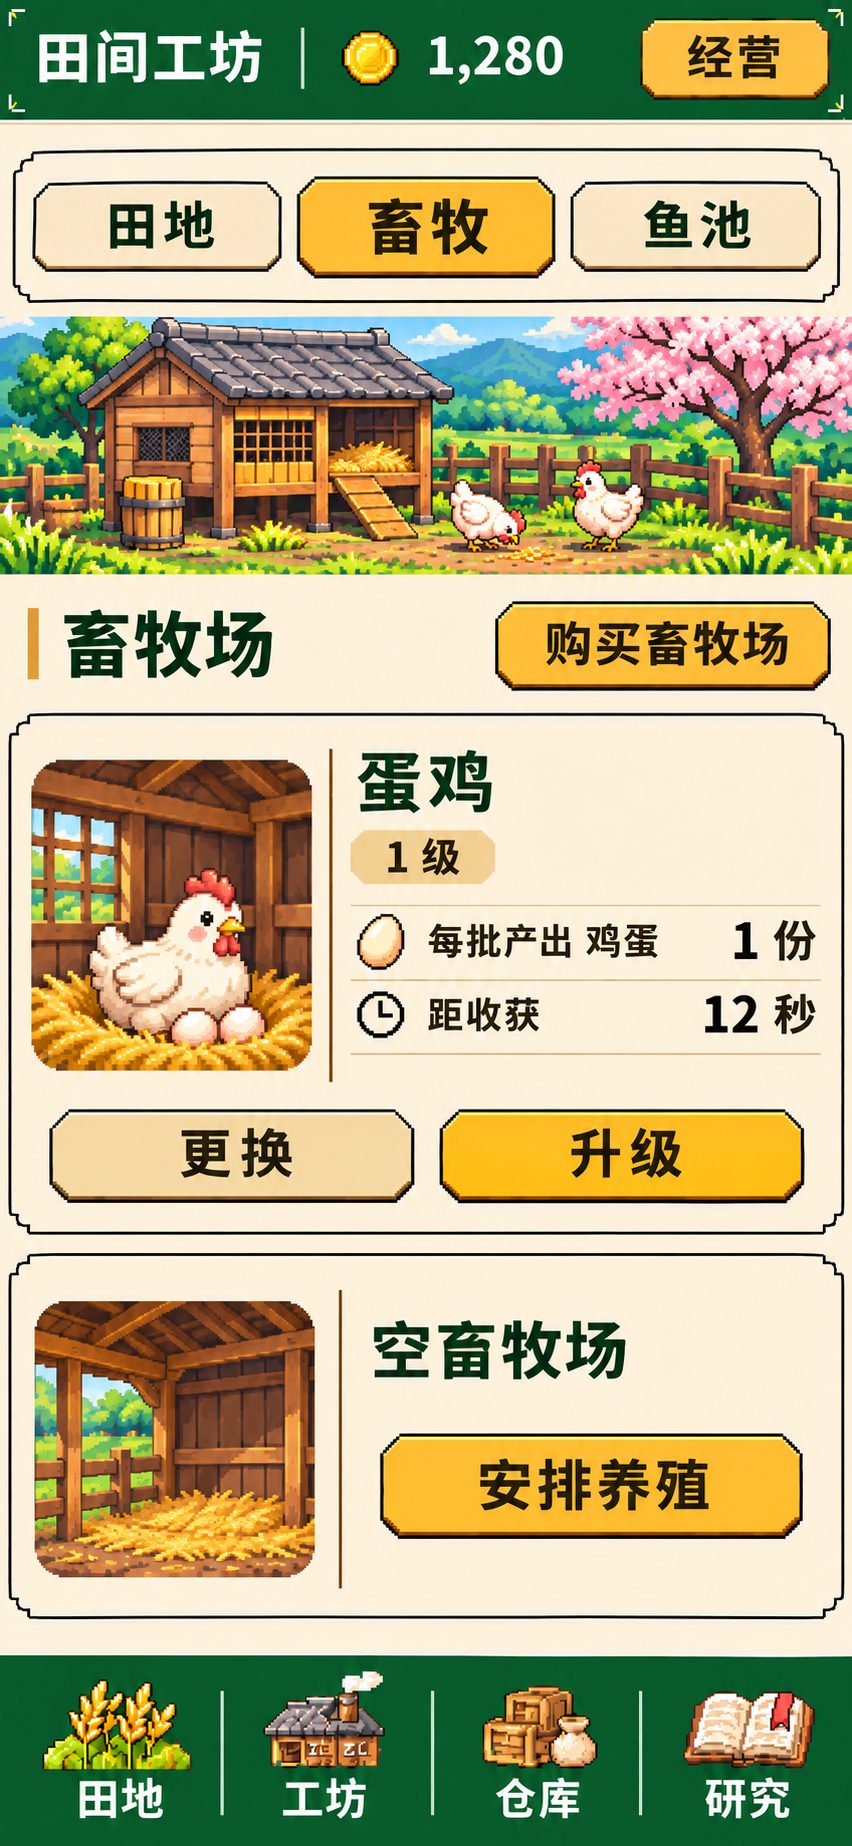 田间工坊 1,280 经营
田地 畜牧 鱼池
畜牧场 购买畜牧场
蛋鸡
1 级
每批产出 鸡蛋 1 份
距收获 12 秒
更换 升级
空畜牧场
安排养殖
田地 工坊 仓库 研究